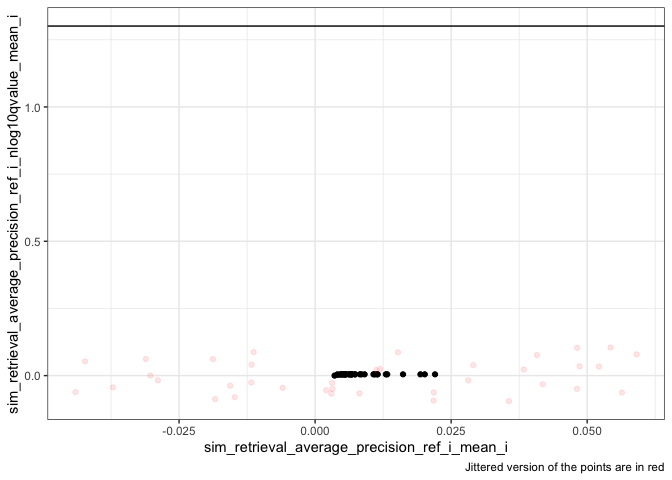 sim_retrieval_average_precision_ref_i_nlog10qvalue_mean_i
1.0
0.5
0.0
-0.025
0.000
0.025
0.050
sim_retrieval_average_precision_ref_i_mean_i
Jittered version of the points are in red